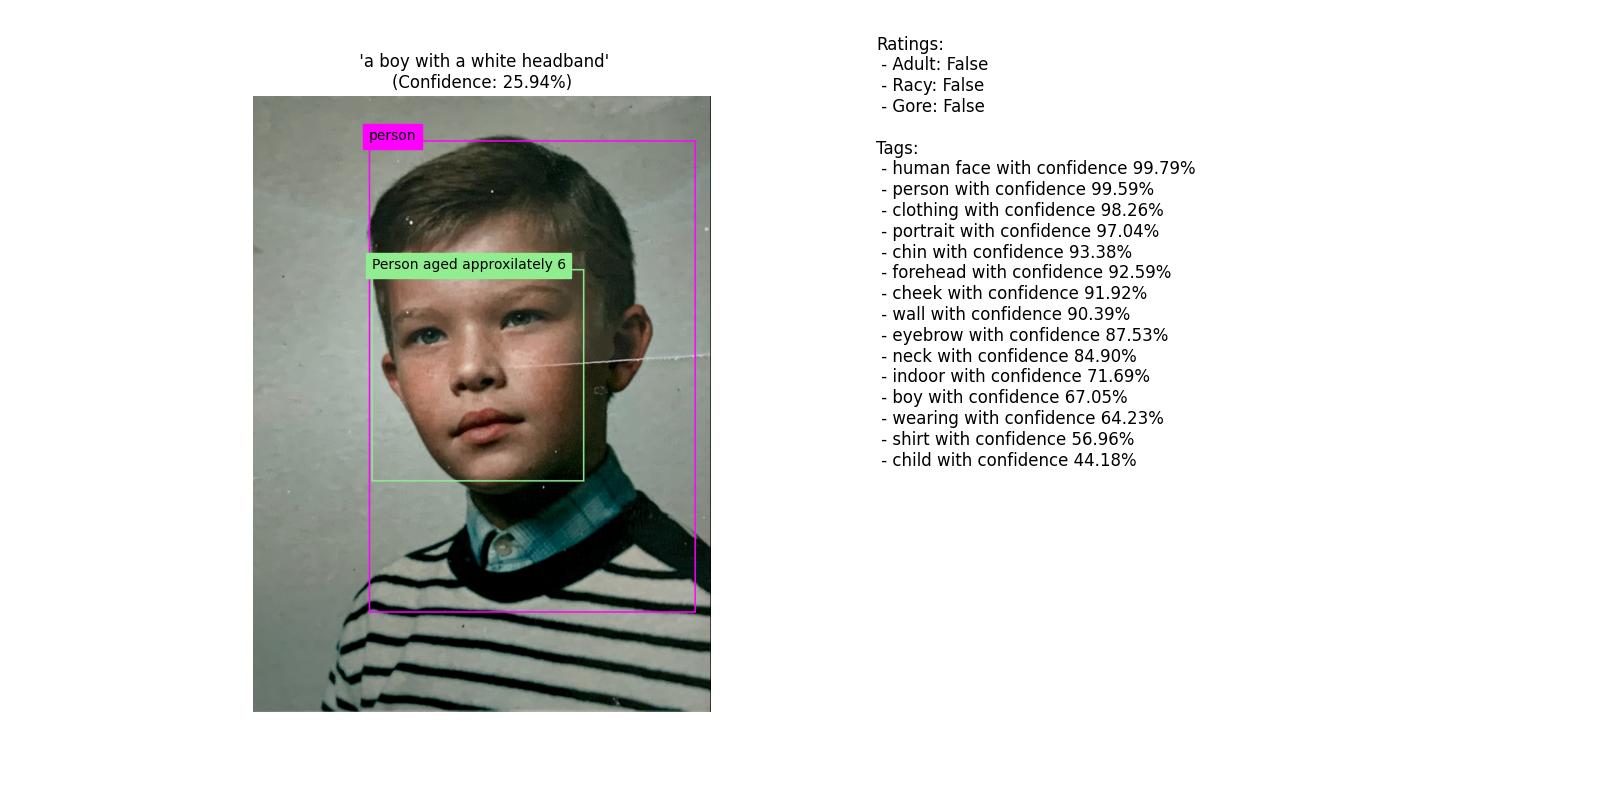 'a boy with a white headband'
(Confidence: 25.94%)
person
Person aged approxilately 6
Ratings:
- Adult: False
- Racy: False
- Gore: False
Tags:
- human face with confidence 99.79%
- person with confidence 99.59%
- clothing with confidence 98.26%
- portrait with confidence 97.04%
- chin with confidence 93.38%
- forehead with confidence 92.59%
- cheek with confidence 91.92%
- wall with confidence 90.39%
- eyebrow with confidence 87.53%
- neck with confidence 84.90%
- indoor with confidence 71.69%
- boy with confidence 67.05%
- wearing with confidence 64.23%
- shirt with confidence 56.96%
- child with confidence 44.18%